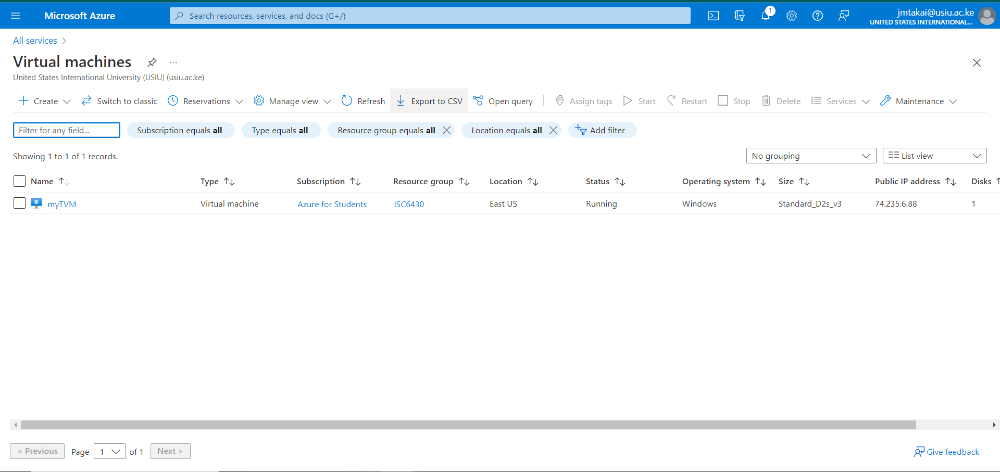 Microsoft Azure
Search resources, services, and docs (G+/)
1
jmtakai@usiu.ac.ke
UNITED STATES INTERNATIONAL...
All services
Virtual machines
...
United States International University (USIU) (usiu.ac.ke)
Create Switch to classic Reservations Manage view Refresh Export to CSV Open query Assign tags Start Restart Stop Delete Services Maintenance
Filter for any field... Subscription equals all Type equals all Resource group equals all Location equals all Add filter
Showing 1 to 1 of 1 records. No grouping List view
Name Type Subscription Resource group Location Status Operating system Size Public IP address Disks
myTVM Virtual machine Azure for Students ISC6430 East US Running Windows Standard_D2s_v3 74.235.6.88 1
< Previous Page 1 of 1 Next > Give feedback